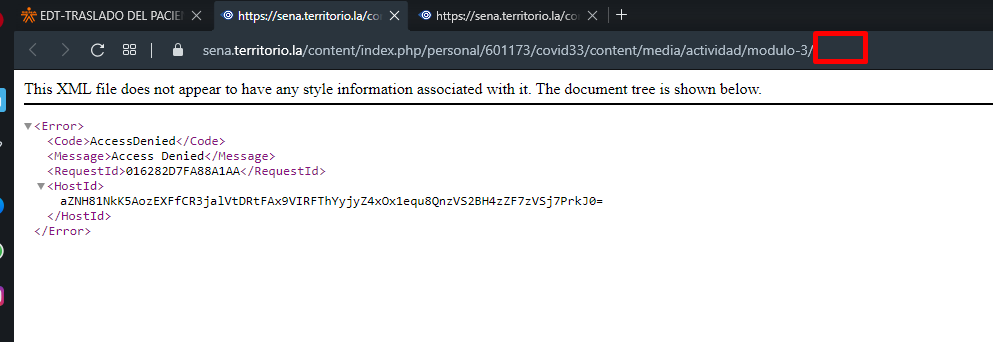 EDT-TRASLADO DEL PACIEN
https://sena.territorio.la/co
https://sena.territorio.la/co
sena.territorio.la/content/index.php/personal/601173/covid33/content/media/actividad/modulo-3/
This XML file does not appear to have any style information associated with it. The document tree is shown below.
<Error>
<Code>AccessDenied</Code>
<Message>Access Denied</Message>
<RequestId>016282D7FA88A1AA</RequestId>
<HostId>
aZNH81NkK5AozEXFfCR3jalVtDRtFAx9VIRFThYyjyZ4xOx1equ8QnzVS2BH4zZF7zVSj7PrkJ0=
</HostId>
</Error>